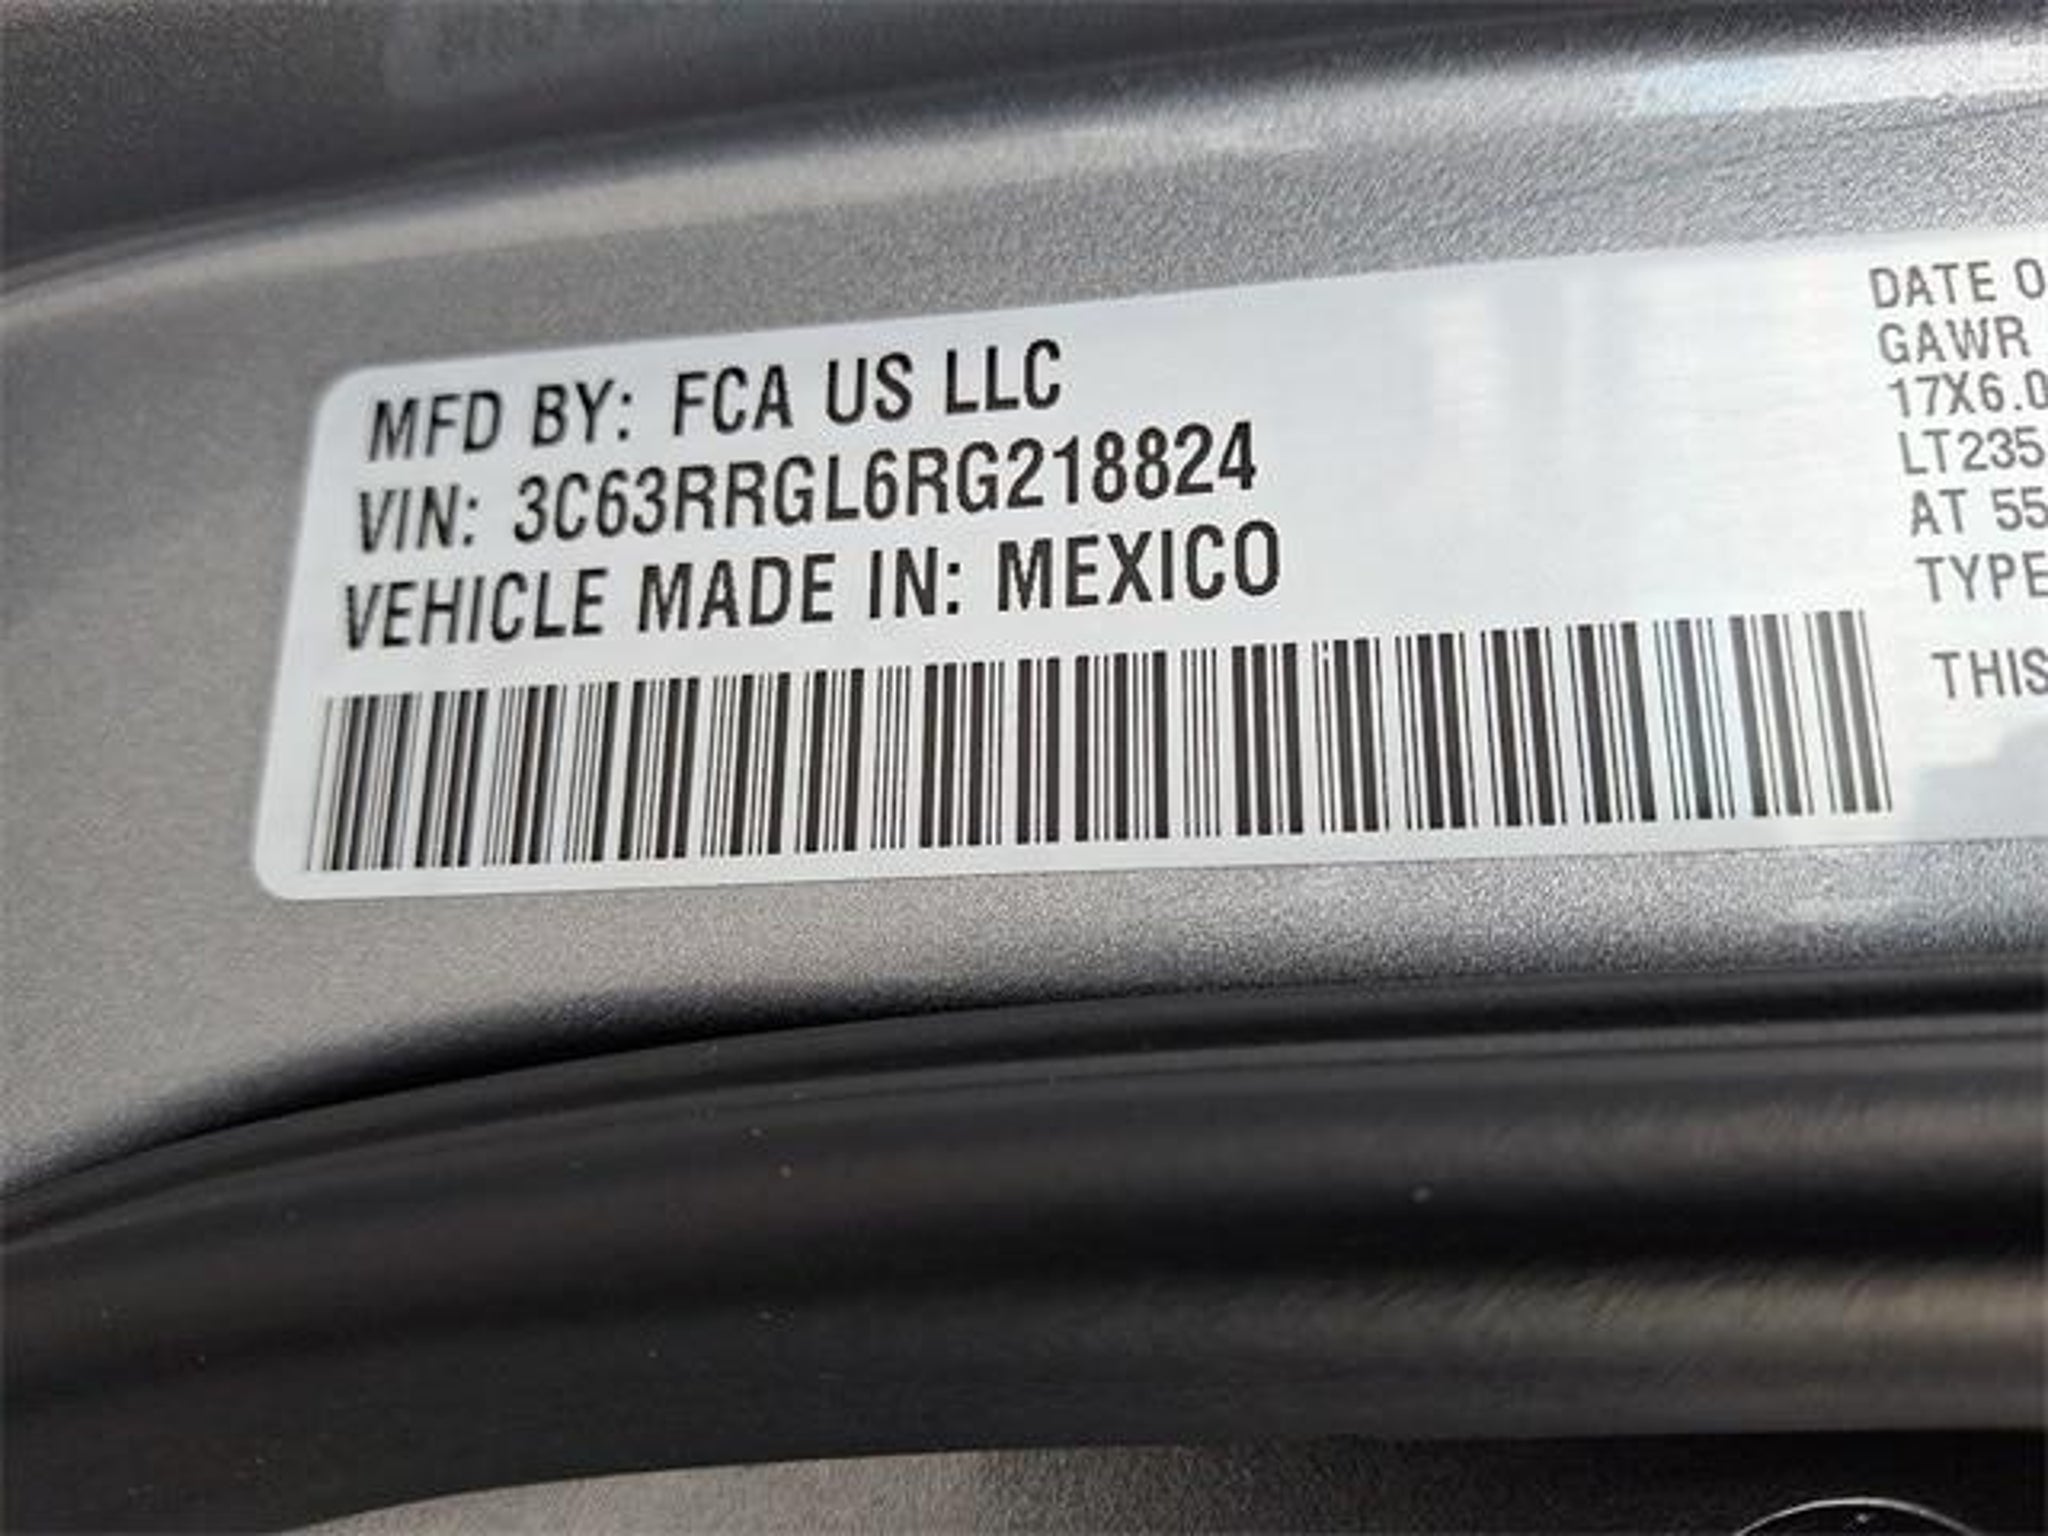 MFD BY: FCA US LLC
VIN: 3C63RRGL6RG218824
VEHICLE MADE IN: MEXICO
DATE O
GAWR
17X6.0
LT235
AT 55
TYPE
THIS